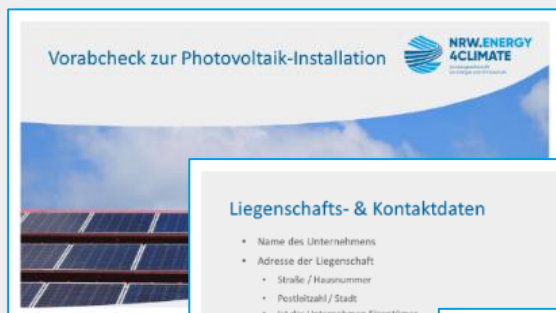 Vorabcheck zur Photovoltaik-Installation
NRW.ENERGY
4CLIMATE
Liegenschafts- & Kontaktdaten
• Name des Unternehmens
• Adresse der Liegenschaft
• Straße / Hausnummer
• Postleitzahl / Stadt